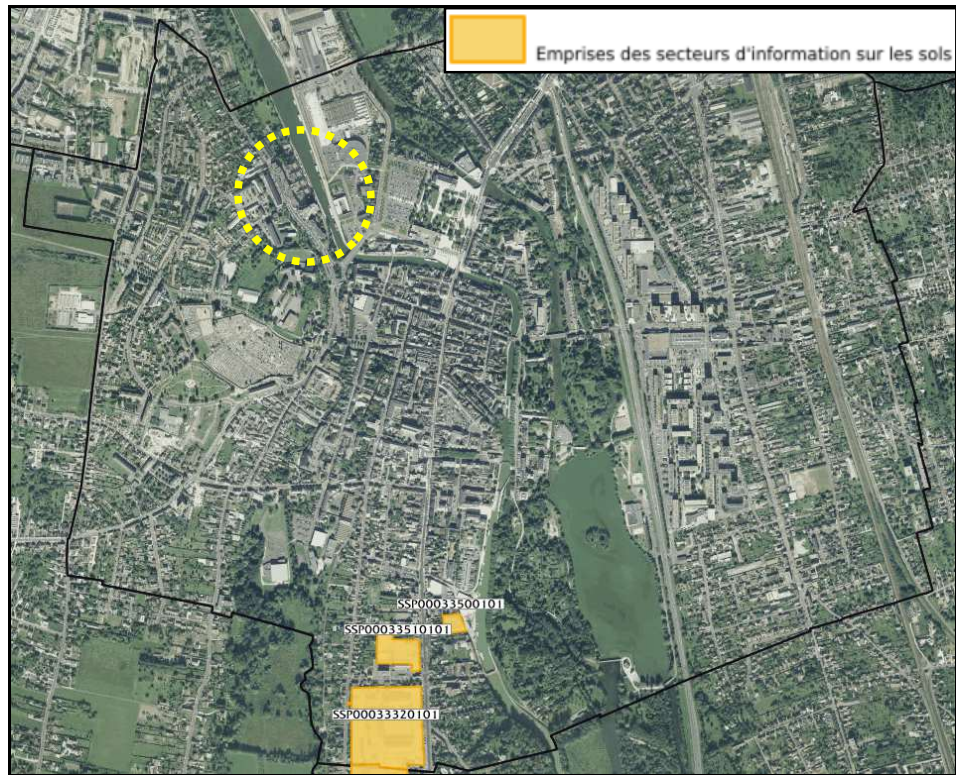 Emprises des secteurs d'information sur les sols
SSP00033500101
SSP00033510101
SSP00033320101